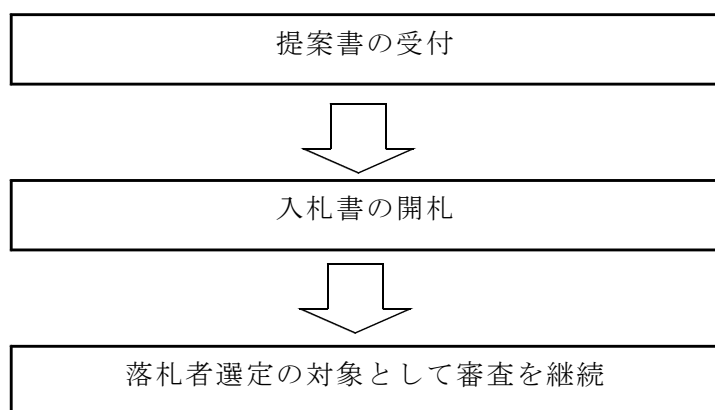 提案書の受付
入札書の開札
落札者選定の対象として審査を継続